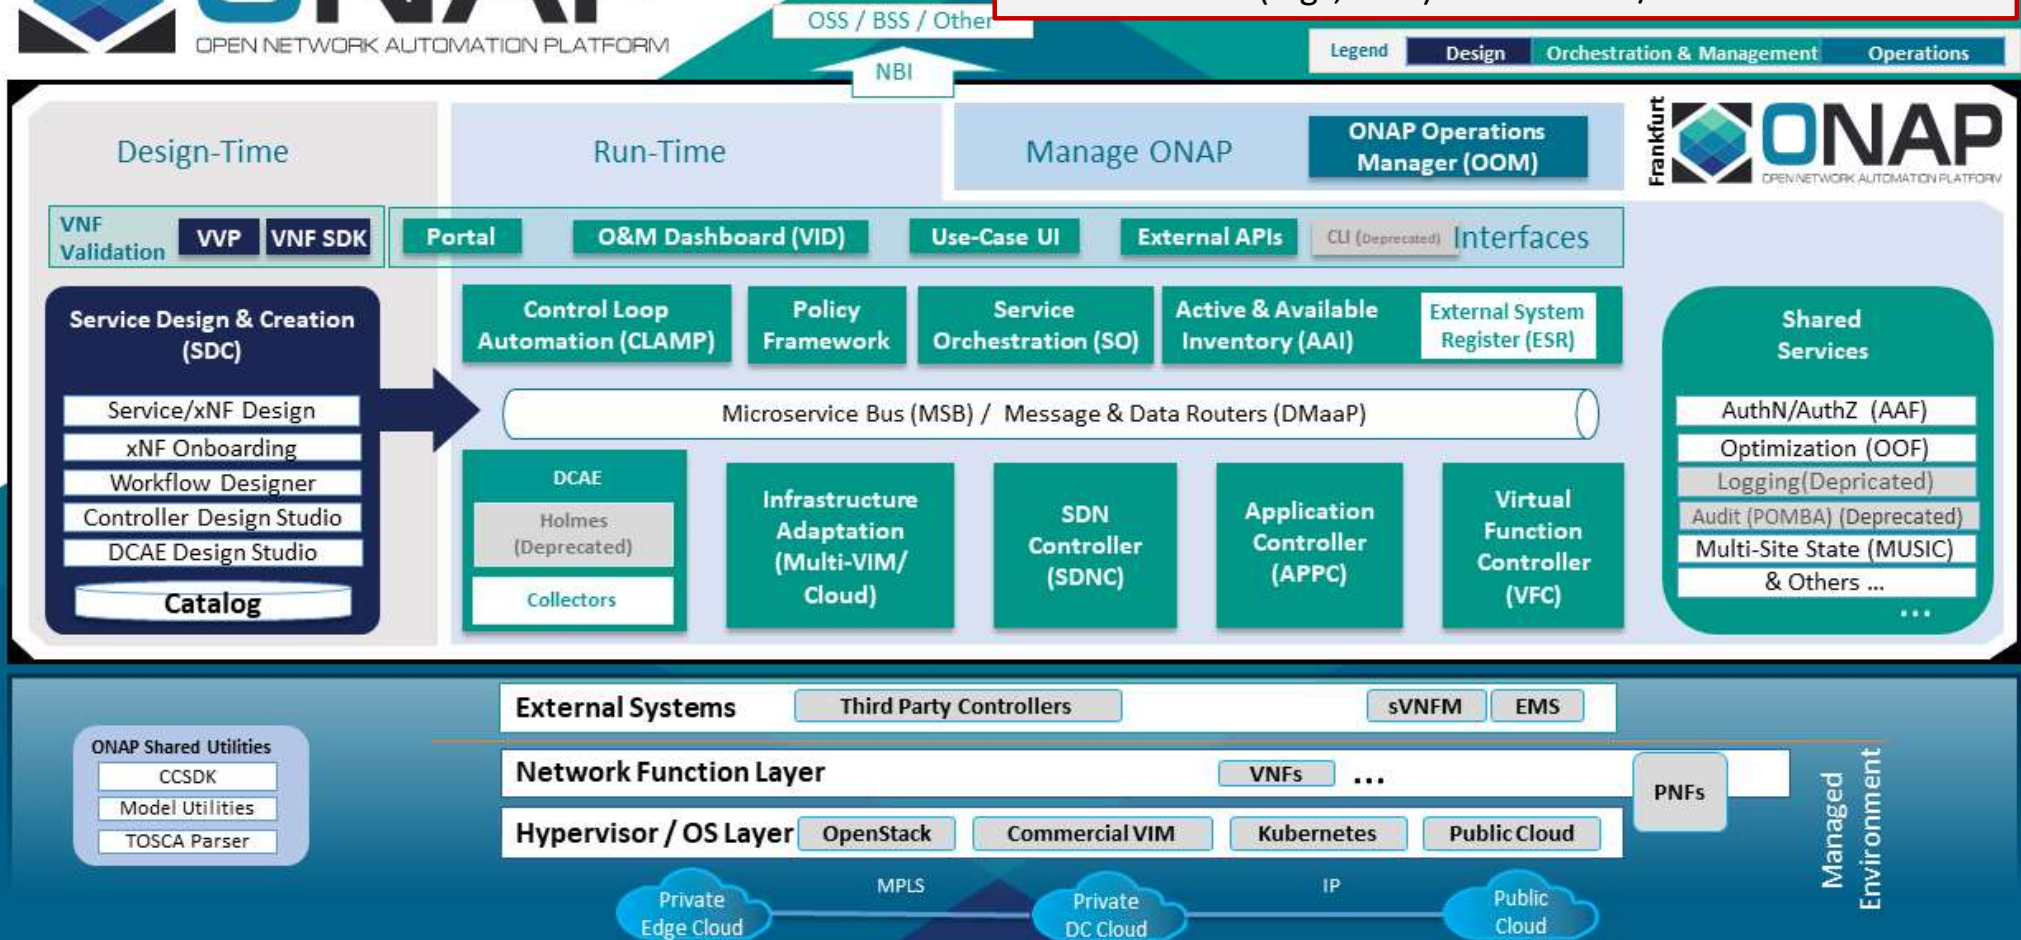 ONAP
OPEN NETWORK AUTOMATION PLATFORM
OSS / BSS / Other
NBI
Legend
Design
Orchestration & Management
Operations
Design-Time
Run-Time
Manage ONAP
ONAP Operations
Manager (OOM)
Frankfurt
ONAP
OPEN NETWORK AUTOMATION PLATFORM
VNF
Validation
VVP
VNF SDK
Portal
O&M Dashboard (VID)
Use-Case UI
External APIs
CLI (Deprecated)
Interfaces
Service Design & Creation
(SDC)
Service/xNF Design
xNF Onboarding
Workflow Designer
Controller Design Studio
DCAE Design Studio
Catalog
Control Loop
Automation (CLAMP)
Policy
Framework
Service
Orchestration (SO)
Active & Available
Inventory (AAI)
External System
Register (ESR)
Microservice Bus (MSB) / Message & Data Routers (DMaaP)
DCAE
Holmes
(Deprecated)
Collectors
Infrastructure
Adaptation
(Multi-VIM/
Cloud)
SDN
Controller
(SDNC)
Application
Controller
(APPC)
Virtual
Function
Controller
(VFC)
Shared
Services
AuthN/AuthZ (AAF)
Optimization (OOF)
Logging(Depricated)
Audit (POMBA) (Deprecated)
Multi-Site State (MUSIC)
& Others ...
...
External Systems
Third Party Controllers
sVNFM
EMS
ONAP Shared Utilities
CCSDK
Model Utilities
TOSCA Parser
Network Function Layer
VNFs
...
PNFs
Hypervisor / OS Layer
OpenStack
Commercial VIM
Kubernetes
Public Cloud
Managed
Environment
Private
Edge Cloud
MPLS
Private
DC Cloud
IP
Public
Cloud